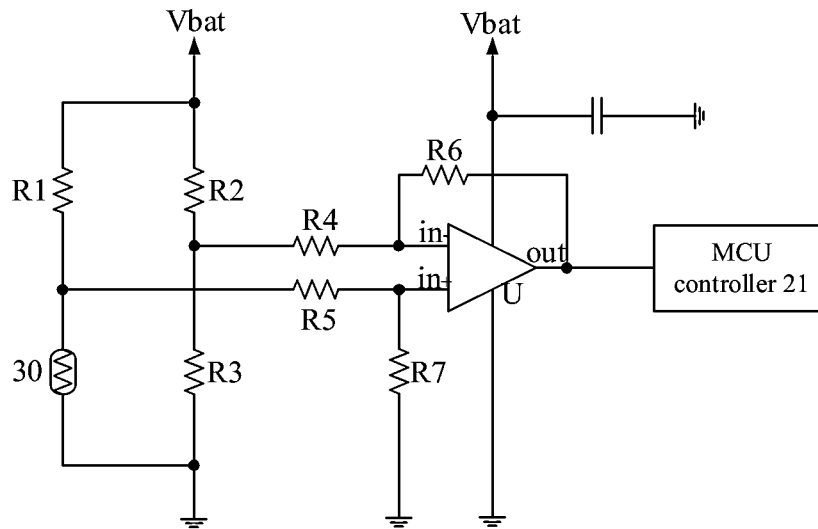 Vbat
Vbat
R6
R1
R2
R4
in-
out
MCU
controller 21
in+
U
R5
30
R3
R7